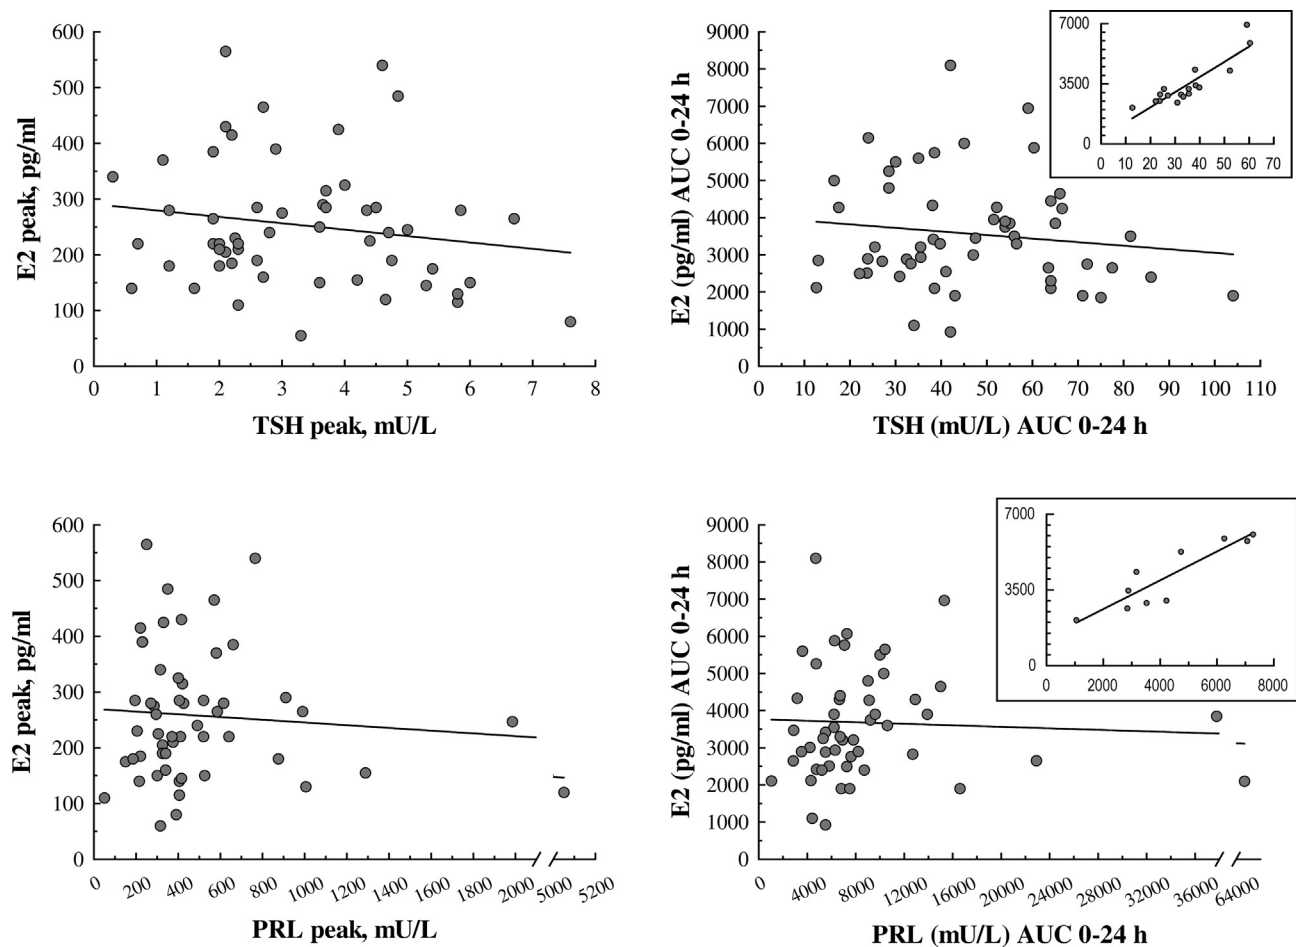 600
500
400
300
200
100
0
E2 peak, pg/ml
0 1 2 3 4 5 6 7 8
TSH peak, mU/L
9000
8000
7000
6000
5000
4000
3000
2000
1000
0
E2 (pg/ml) AUC 0-24 h
0 10 20 30 40 50 60 70 80 90 100 110
TSH (mU/L) AUC 0-24 h
7000
3500
0
0 10 20 30 40 50 60 70
600
500
400
300
200
100
0
E2 peak, pg/ml
0 200 400 600 800 1000 1200 1400 1600 1800 2000 5000 5200
PRL peak, mU/L
9000
8000
7000
6000
5000
4000
3000
2000
1000
0
E2 (pg/ml) AUC 0-24 h
0 4000 8000 12000 16000 20000 24000 28000 32000 36000 64000
PRL (mU/L) AUC 0-24 h
7000
3500
0
0 2000 4000 6000 8000